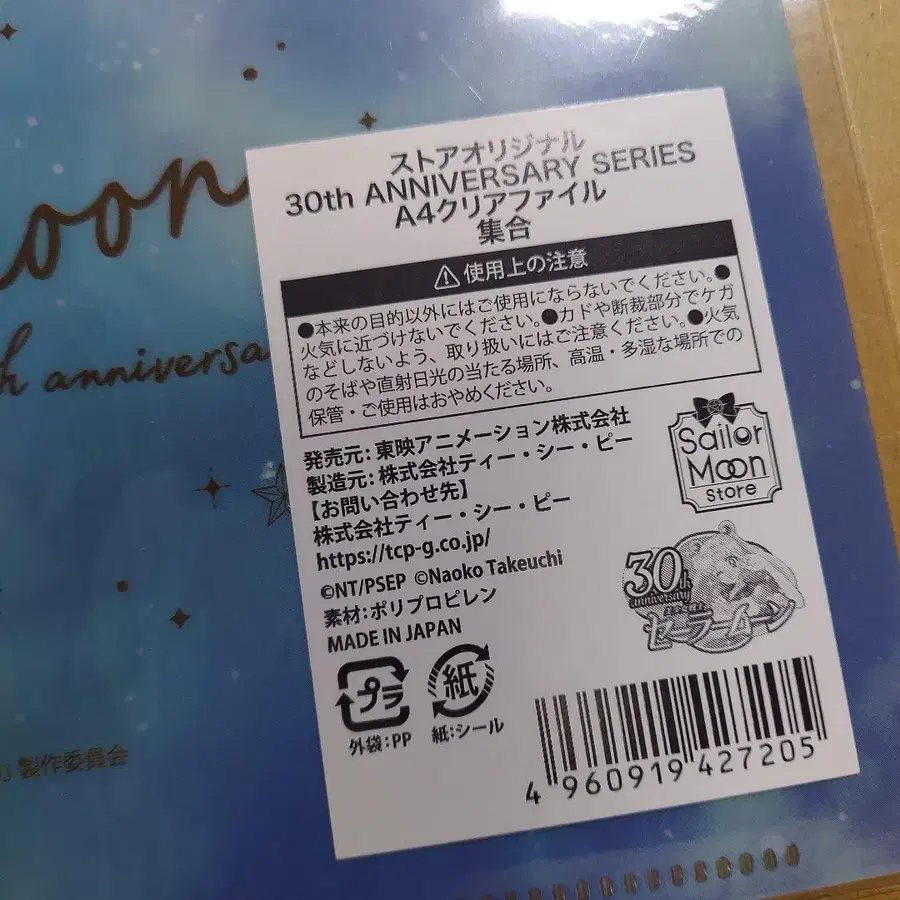 oon
h anniversa
ストアオリジナル
30th ANNIVERSARY SERIES
A4クリアファイル
集合
使用上の注意
●本来の目的以外にはご使用にならないでください。●
火気に近づけないでください。●カドや断裁部分でケガ
などしないよう、取り扱いにはご注意ください。●火気
のそばや直射日光の当たる場所、高温・多湿な場所での
保管・ご使用はおやめください。
発売元:東映アニメーション株式会社
製造元:株式会社ティー・シー・ピー
【お問い合わせ先】
株式会社ティー・シー・ピー
https://tcp-g.co.jp/
©NT/PSEP ©Naoko Takeuchi
素材:ポリプロピレン
MADE IN JAPAN
プラ
外袋:PP
紙
紙:シール
Sailor
Moon
Store
30th
anniversary
美少女戦士
セーラームーン
4 960919 427205
」製作委員会